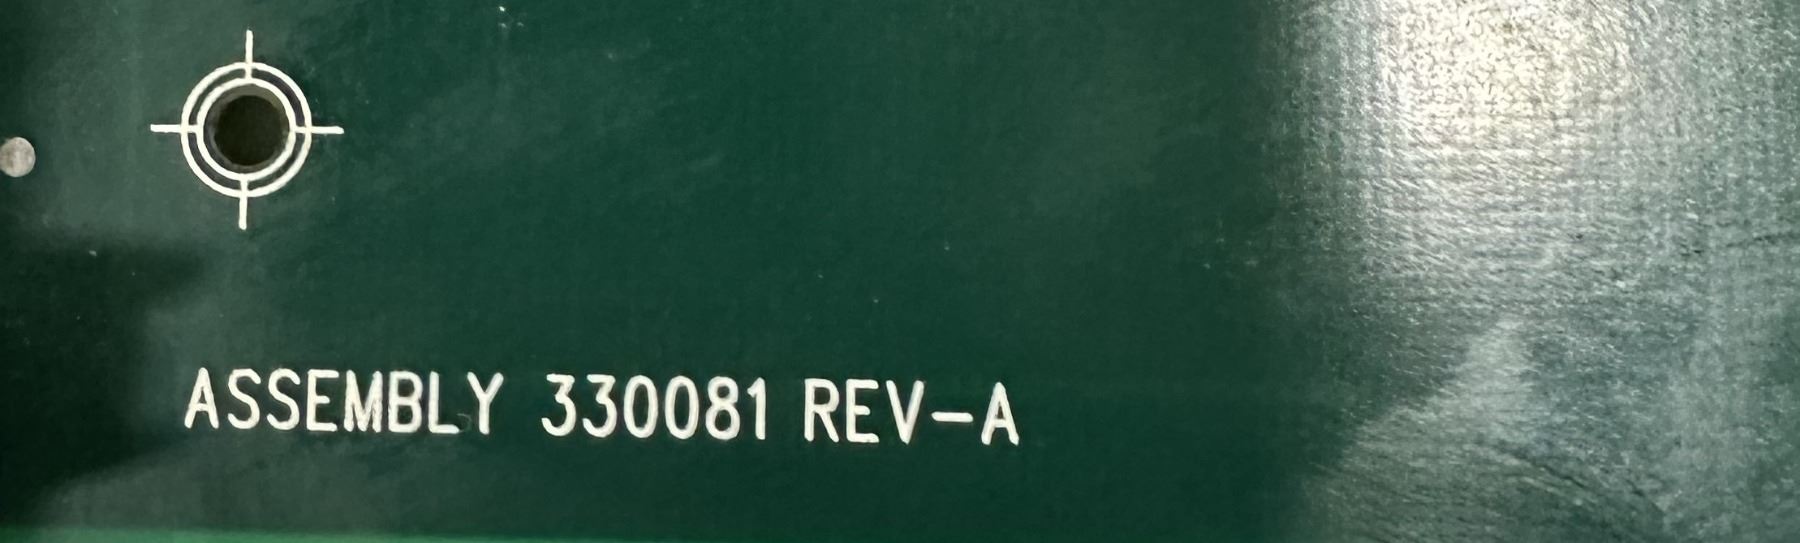 ASSEMBLY 330081 REV-A